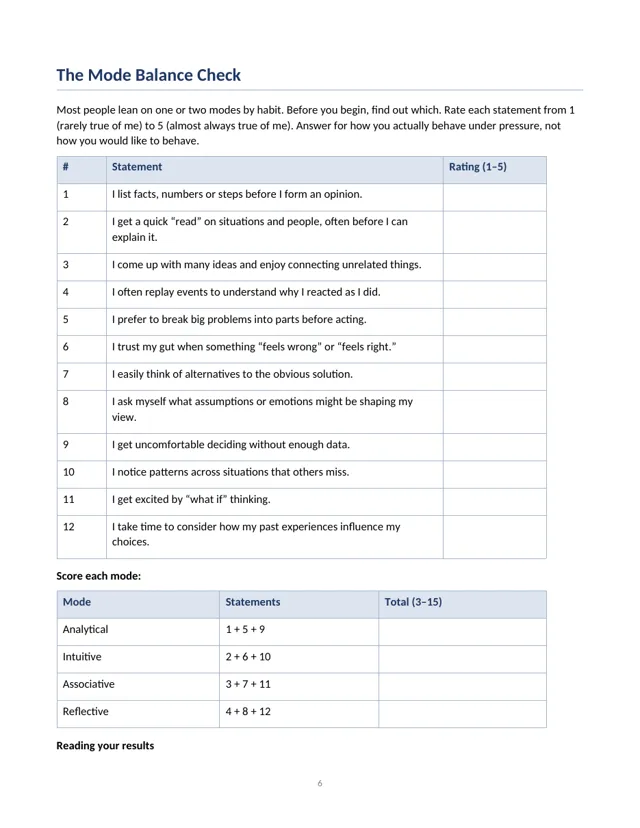 The Mode Balance Check
Most people lean on one or two modes by habit. Before you begin, find out which. Rate each statement from 1
(rarely true of me) to 5 (almost always true of me). Answer for how you actually behave under pressure, not
how you would like to behave.
# Statement Rating (1–5)
1 I list facts, numbers or steps before I form an opinion.
2 I get a quick “read” on situations and people, often before I can
explain it.
3 I come up with many ideas and enjoy connecting unrelated things.
4 I often replay events to understand why I reacted as I did.
5 I prefer to break big problems into parts before acting.
6 I trust my gut when something “feels wrong” or “feels right.”
7 I easily think of alternatives to the obvious solution.
8 I ask myself what assumptions or emotions might be shaping my
view.
9 I get uncomfortable deciding without enough data.
10 I notice patterns across situations that others miss.
11 I get excited by “what if” thinking.
12 I take time to consider how my past experiences influence my
choices.
Score each mode:
Mode Statements Total (3–15)
Analytical 1 + 5 + 9
Intuitive 2 + 6 + 10
Associative 3 + 7 + 11
Reflective 4 + 8 + 12
Reading your results
6